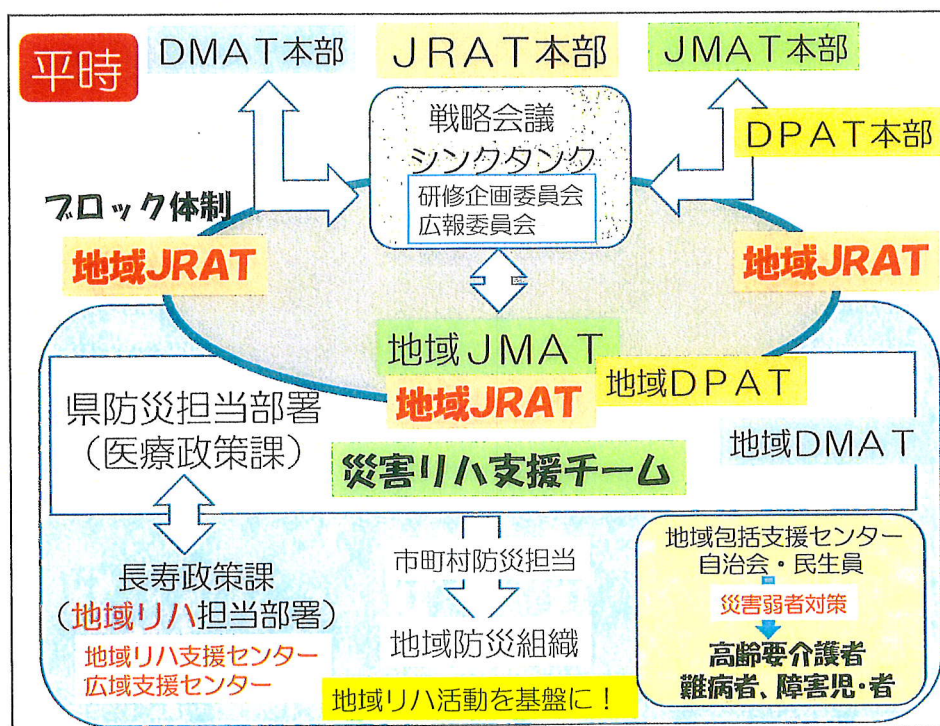 平時
DMAT本部
JRAT本部
JMAT本部
DPAT本部
戦略会議
シンクタンク
研修企画委員会
広報委員会
ブロック体制
地域JRAT
地域JRAT
地域JMAT
地域DPAT
地域JRAT
地域DMAT
県防災担当部署
（医療政策課）
災害リハ支援チーム
長寿政策課
（地域リハ担当部署）
地域リハ支援センター
広域支援センター
市町村防災担当
地域防災組織
地域リハ活動を基盤に！
地域包括支援センター
自治会・民生員
災害弱者対策
高齢要介護者
難病者、障害児・者